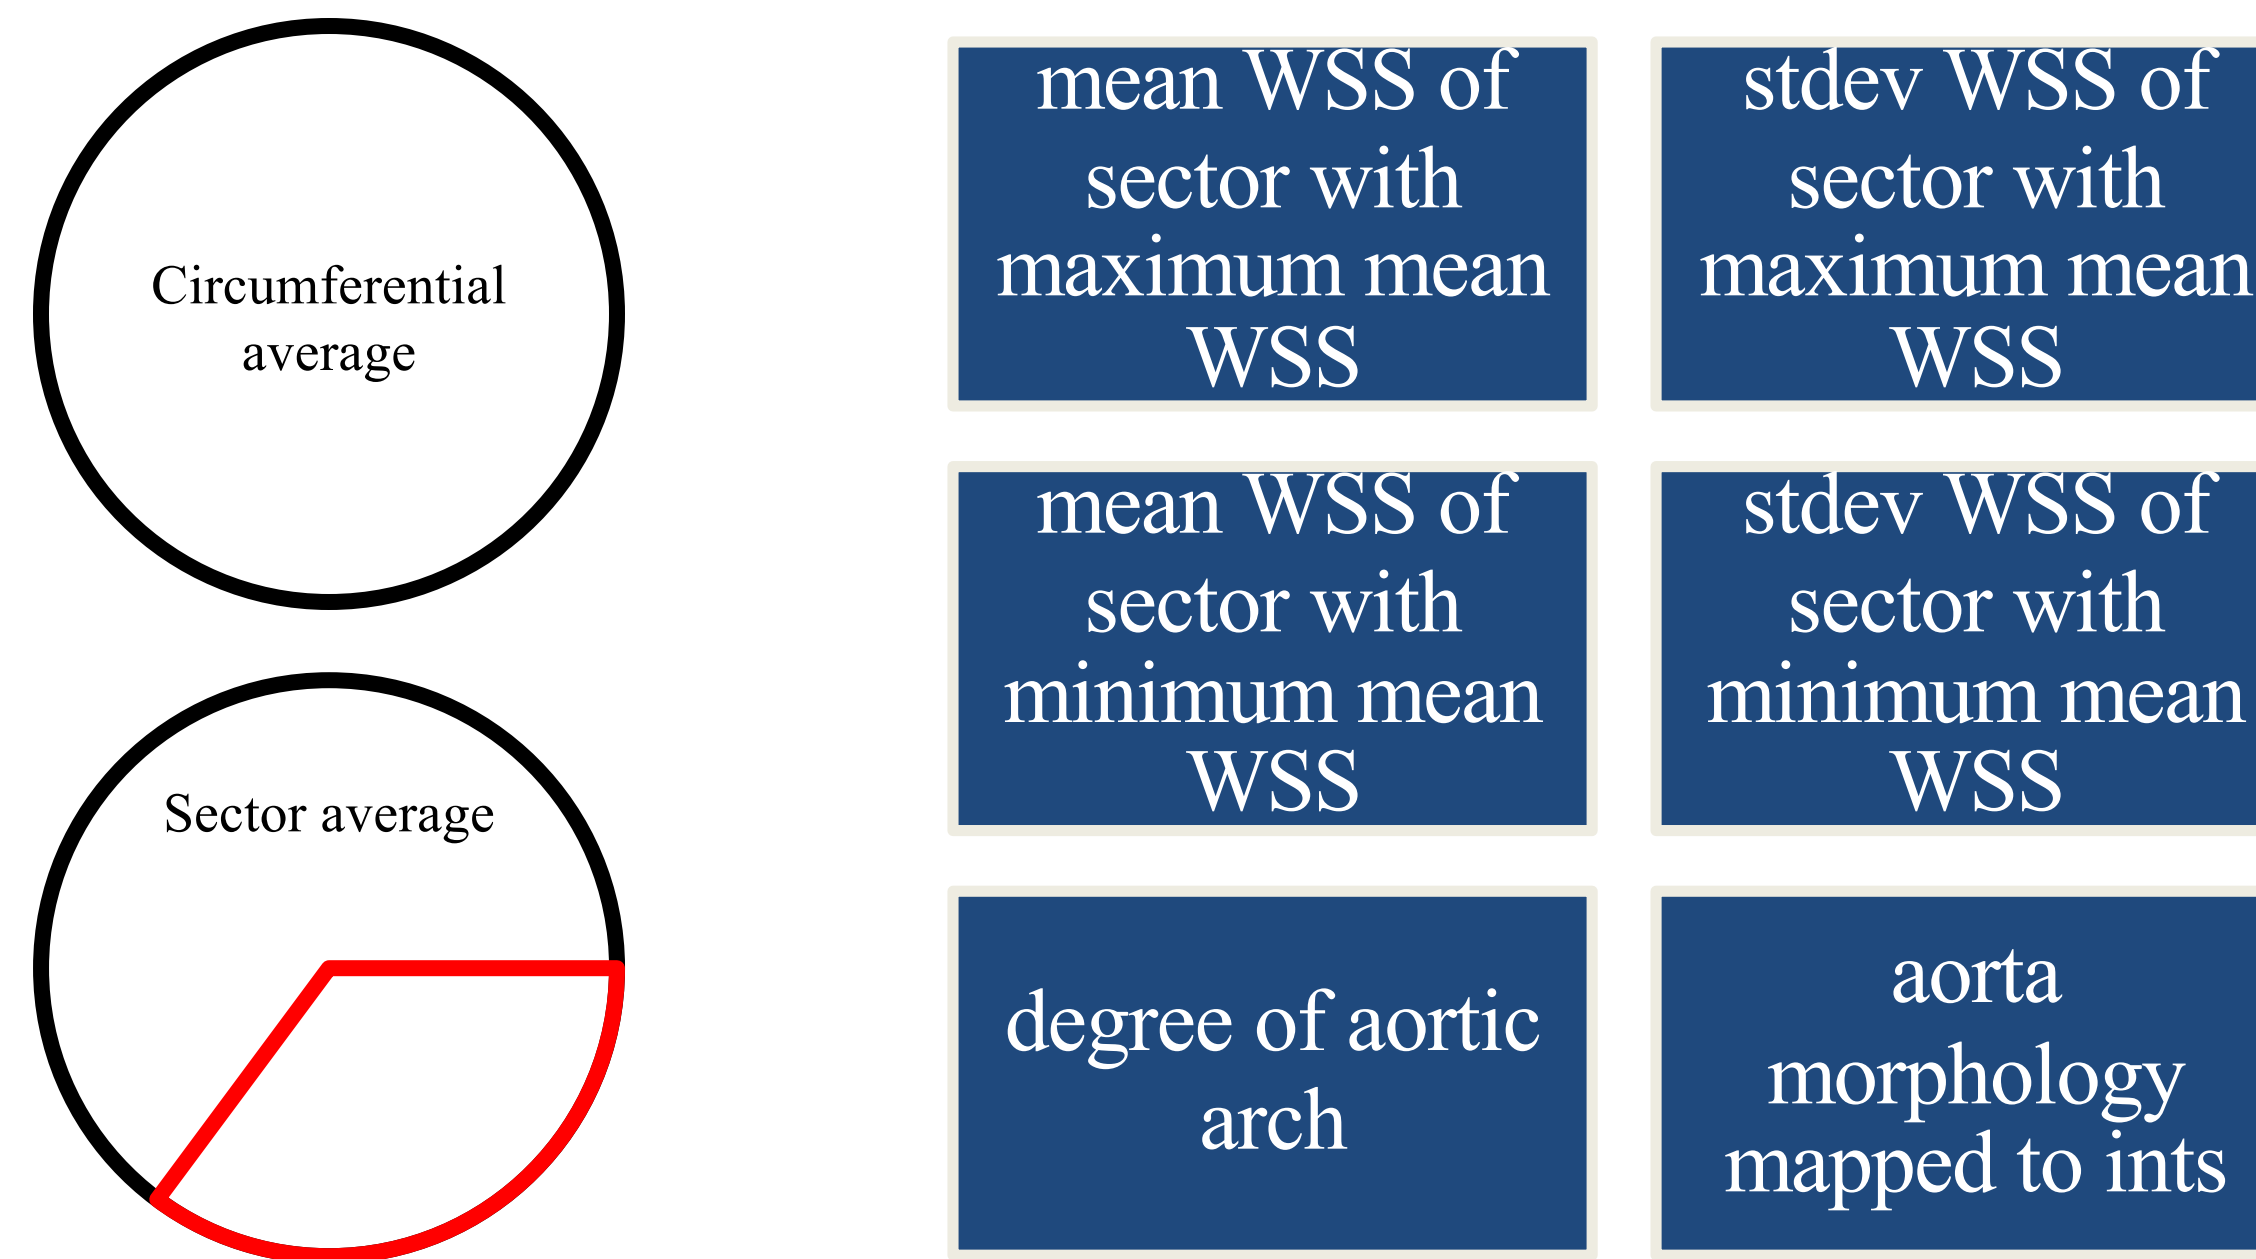 Circumferential
average
Sector average
mean WSS of
sector with
maximum mean
WSS
stdev WSS of
sector with
maximum mean
WSS
mean WSS of
sector with
minimum mean
WSS
stdev WSS of
sector with
minimum mean
WSS
degree of aortic
arch
aorta
morphology
mapped to ints